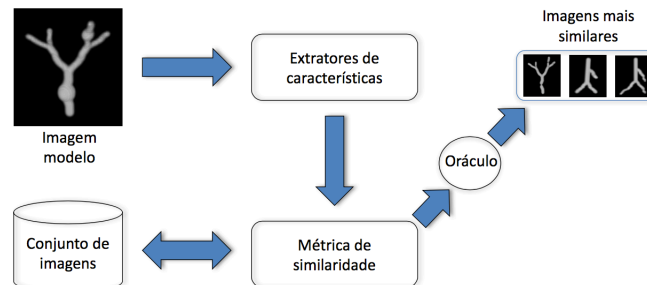 Imagens mais
similares
Extratores de
características
Imagem
modelo
Oráculo
Conjunto de
imagens
Métrica de
similaridade